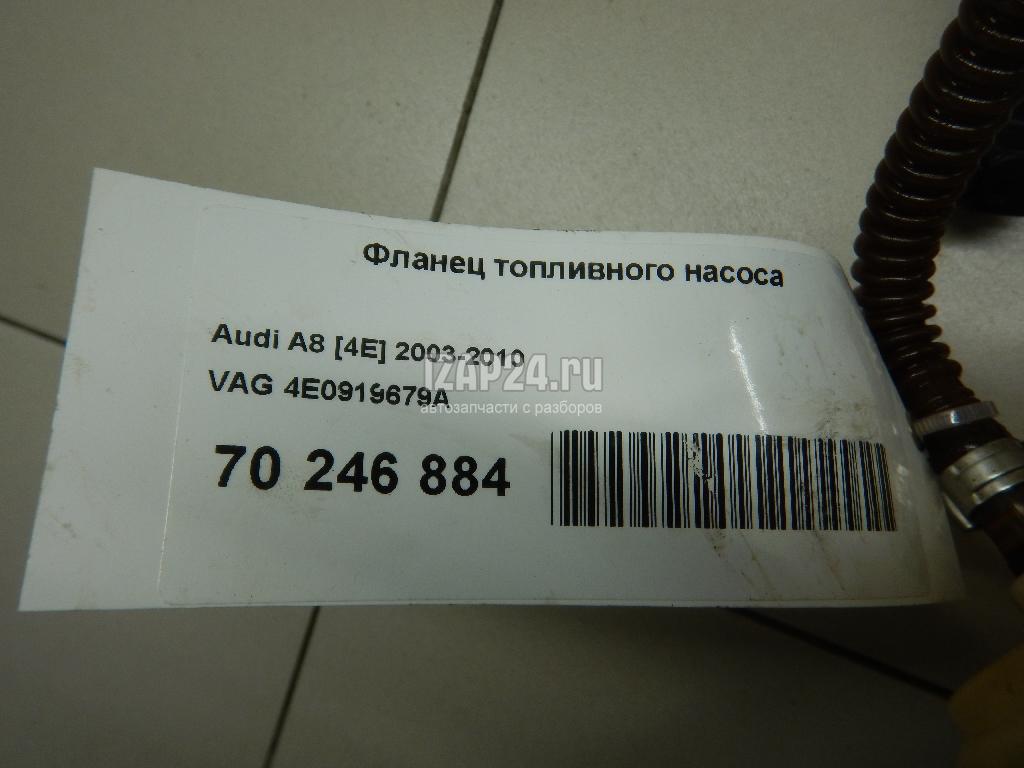 Фланец топливного насоса
Audi A8 [4E] 2003-2010
VAG 4E0919679A
IZAP24.ru
автозапчасти с разборов
70 246 884